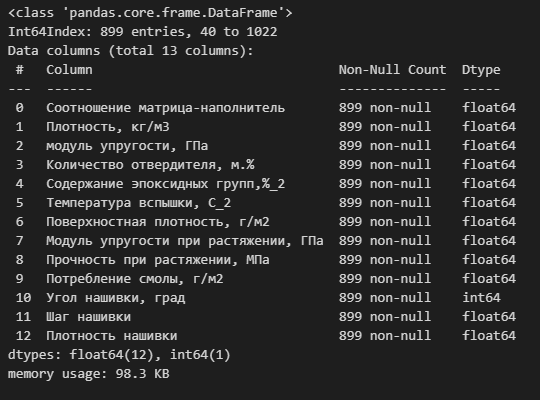 <class 'pandas.core.frame.DataFrame'>
Int64Index: 899 entries, 40 to 1022
Data columns (total 13 columns):
 #   Column                                Non-Null Count  Dtype
---  ------                                --------------  -----
 0   Соотношение матрица-наполнитель       899 non-null    float64
 1   Плотность, кг/м3                      899 non-null    float64
 2   модуль упругости, ГПа                 899 non-null    float64
 3   Количество отвердителя, м.%           899 non-null    float64
 4   Содержание эпоксидных групп,%_2       899 non-null    float64
 5   Температура вспышки, С_2              899 non-null    float64
 6   Поверхностная плотность, г/м2         899 non-null    float64
 7   Модуль упругости при растяжении, ГПа  899 non-null    float64
 8   Прочность при растяжении, МПа         899 non-null    float64
 9   Потребление смолы, г/м2               899 non-null    float64
 10  Угол нашивки, град                    899 non-null    int64
 11  Шаг нашивки                           899 non-null    float64
 12  Плотность нашивки                     899 non-null    float64
dtypes: float64(12), int64(1)
memory usage: 98.3 KB